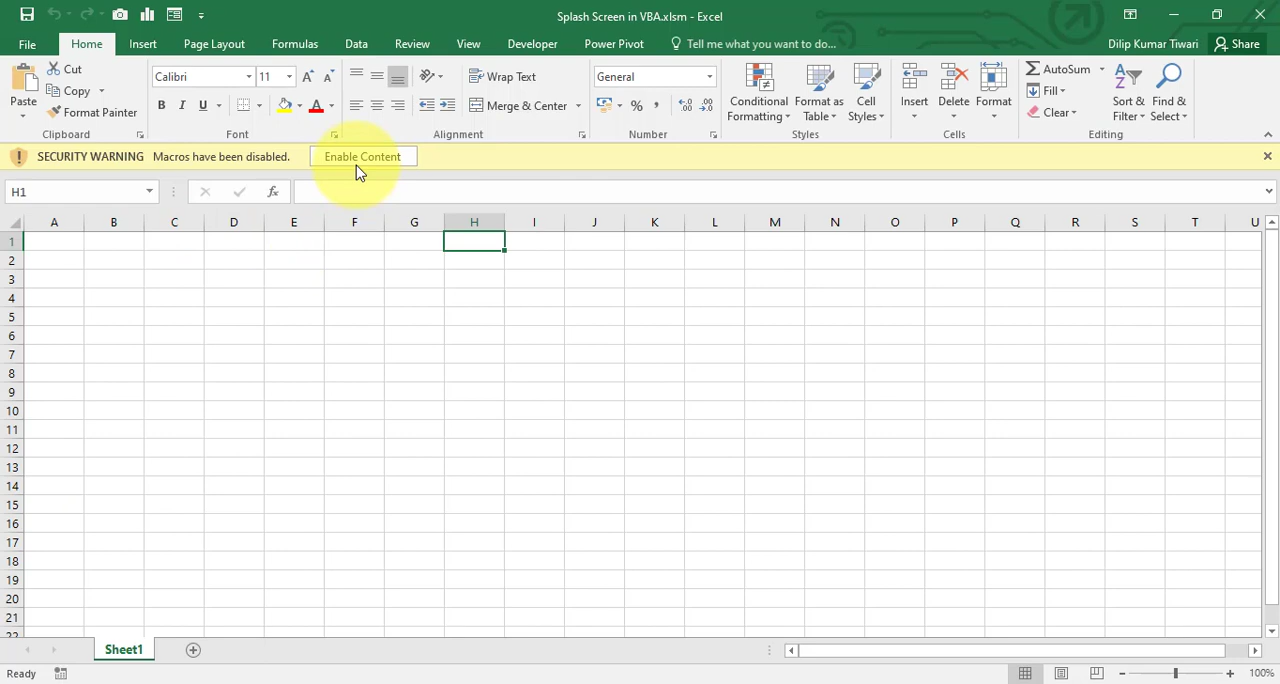 Splash Screen in VBA.xlsm - Excel
File Home Insert Page Layout Formulas Data Review View Developer Power Pivot Tell me what you want to do... Dilip Kumar Tiwari Share
Paste
Cut
Copy
Format Painter
Clipboard
Calibri 11
B I U
Font
Wrap Text
Merge & Center
Alignment
General
%
Number
Conditional
Formatting
Format as
Table
Cell
Styles
Styles
Insert
Delete
Format
Cells
AutoSum
Fill
Clear
Sort &
Filter
Find &
Select
Editing
SECURITY WARNING Macros have been disabled. Enable Content
H1 fx
A B C D E F G H I J K L M N O P Q R S T U
1
2
3
4
5
6
7
8
9
10
11
12
13
14
15
16
17
18
19
20
21
22
Sheet1
Ready 100%